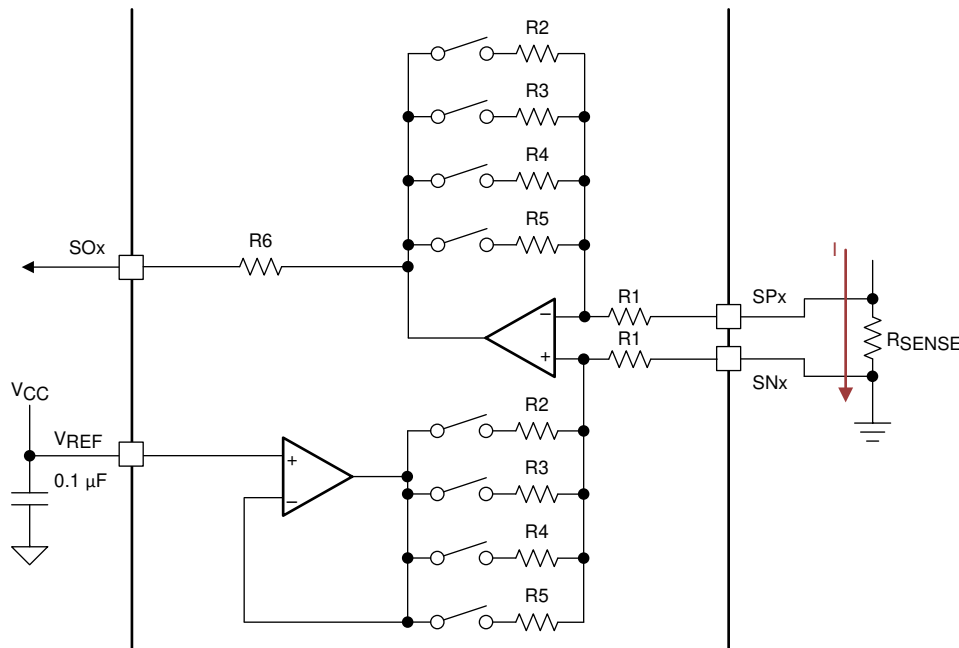 R2
R3
R4
R5
SOx
R6
I
R1
SPx
−
R1
+
RSENSE
SNx
VCC
R2
VREF
+
R3
0.1 µF
−
R4
R5